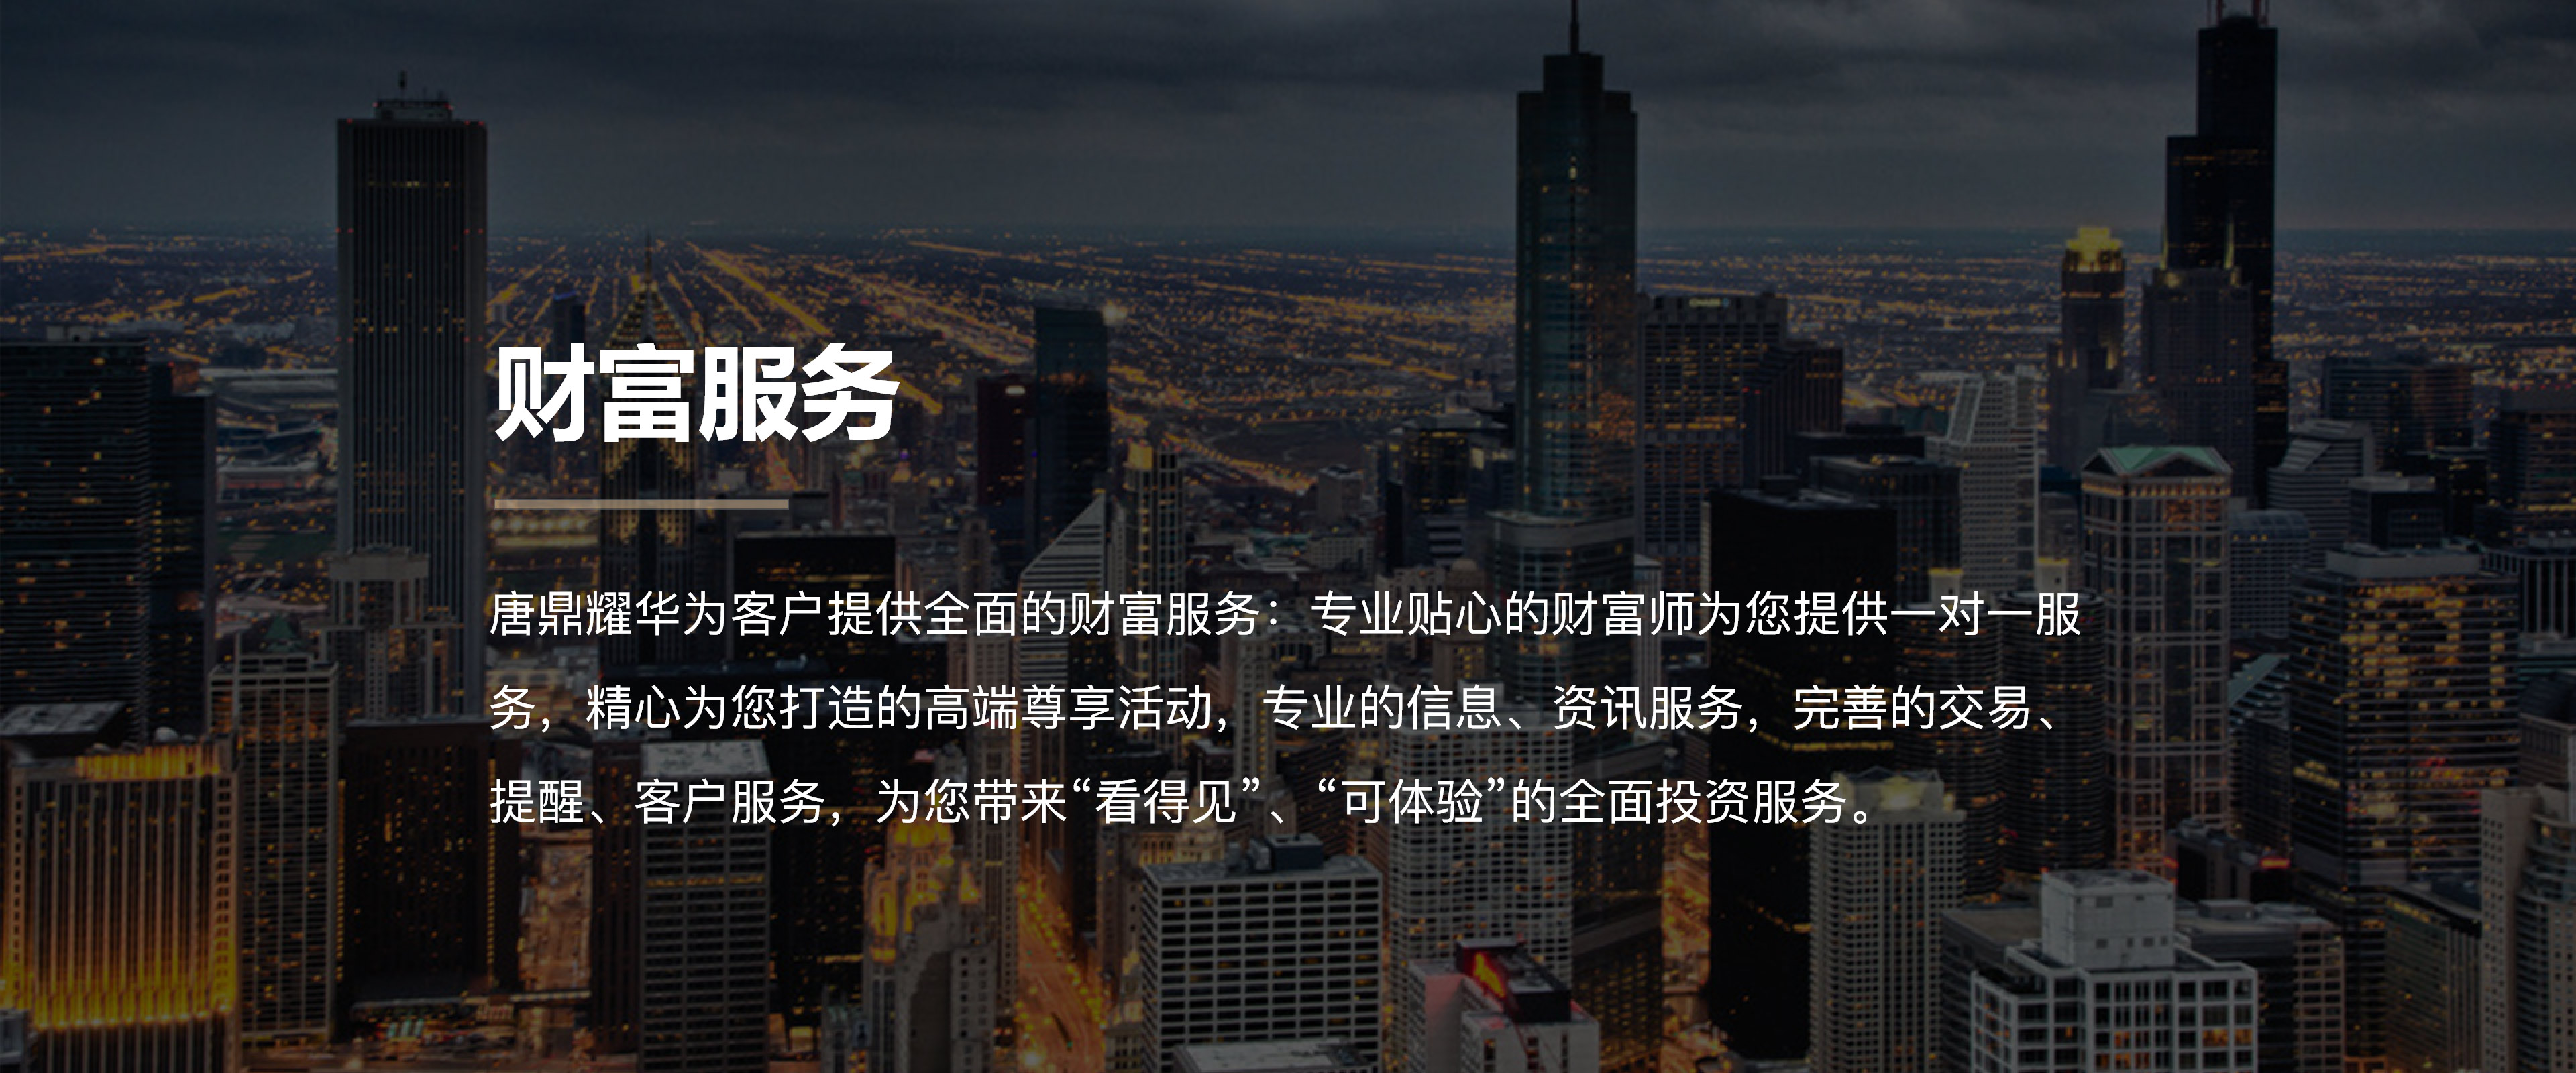 财富服务
唐鼎耀华为客户提供全面的财富服务：专业贴心的财富师为您提供一对一服
务，精心为您打造的高端尊享活动，专业的信息、资讯服务，完善的交易、
提醒、客户服务，为您带来“看得见”、“可体验”的全面投资服务。